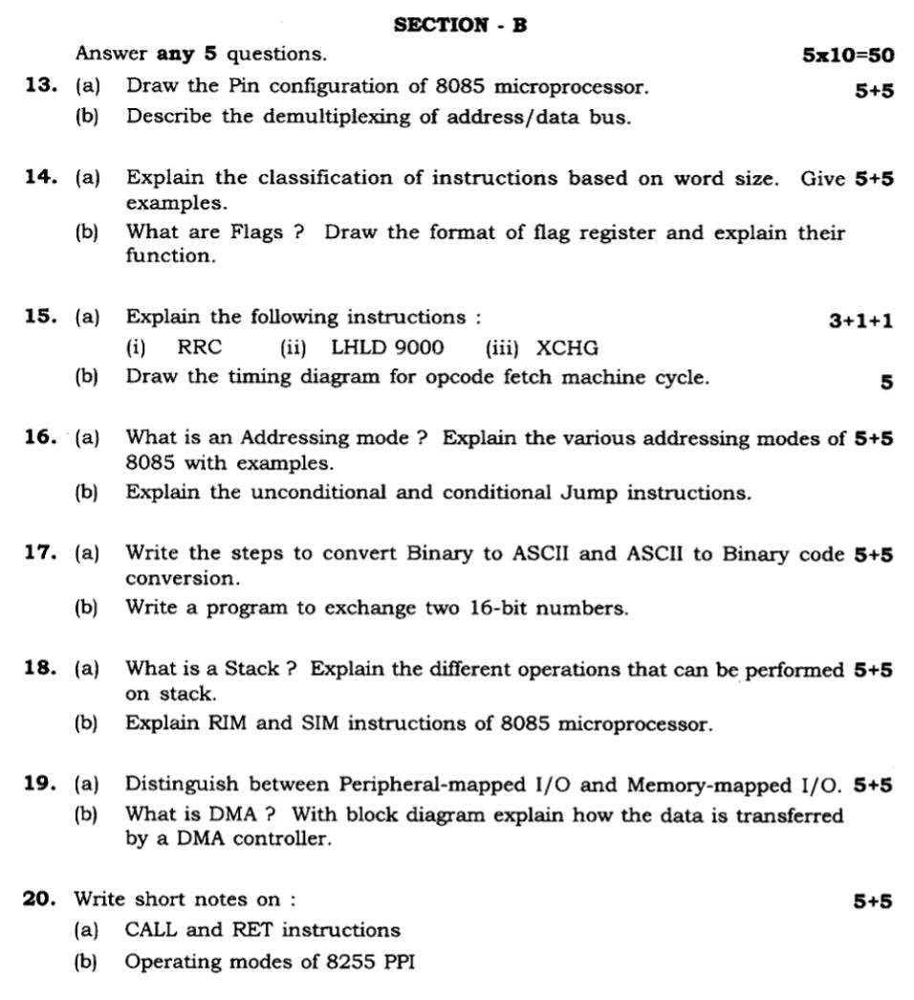 SECTION - B
Answer any 5 questions. 5x10=50
13. (a) Draw the Pin configuration of 8085 microprocessor. 5+5
(b) Describe the demultiplexing of address/data bus.
14. (a) Explain the classification of instructions based on word size. Give 5+5
examples.
(b) What are Flags ? Draw the format of flag register and explain their
function.
15. (a) Explain the following instructions : 3+1+1
(i) RRC (ii) LHLD 9000 (iii) XCHG
(b) Draw the timing diagram for opcode fetch machine cycle. 5
16. (a) What is an Addressing mode ? Explain the various addressing modes of 5+5
8085 with examples.
(b) Explain the unconditional and conditional Jump instructions.
17. (a) Write the steps to convert Binary to ASCII and ASCII to Binary code 5+5
conversion.
(b) Write a program to exchange two 16-bit numbers.
18. (a) What is a Stack ? Explain the different operations that can be performed 5+5
on stack.
(b) Explain RIM and SIM instructions of 8085 microprocessor.
19. (a) Distinguish between Peripheral-mapped I/O and Memory-mapped I/O. 5+5
(b) What is DMA ? With block diagram explain how the data is transferred
by a DMA controller.
20. Write short notes on : 5+5
(a) CALL and RET instructions
(b) Operating modes of 8255 PPI